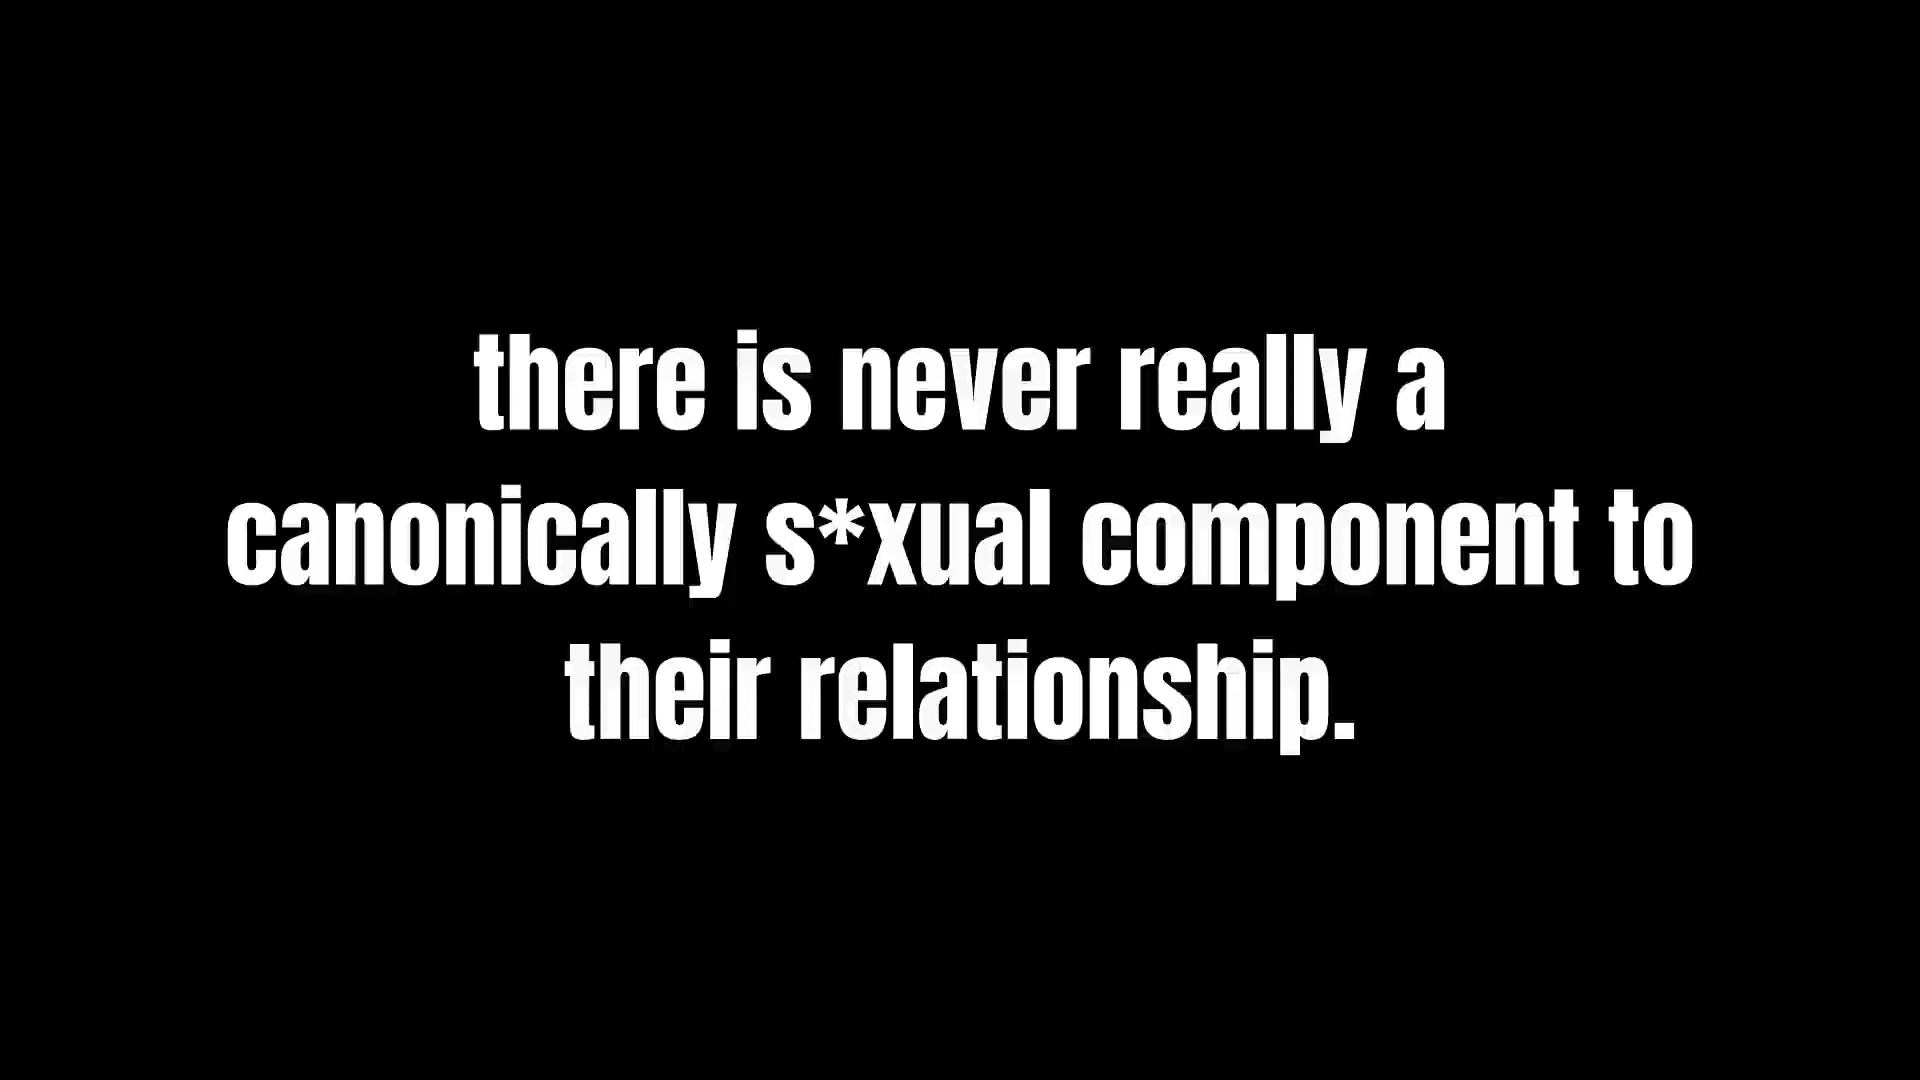 there is never really a
canonically s*xual component to
their relationship.